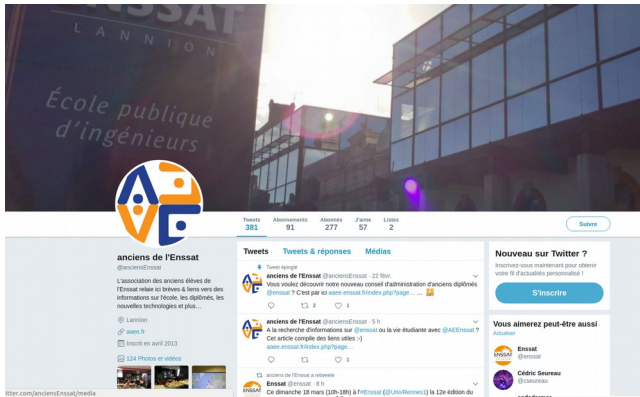 ENSSAT
LANNION
École publique
d'ingénieurs
Tweets Abonnements Abonnés J'aime Listes
381 91 277 57 2
Suivre
anciens de l'Enssat
@anciensEnssat
L'association des anciens élèves de
l'Enssat relaie ici brèves & liens vers des
informations sur l'école, les diplômés, les
nouvelles technologies et plus...
Lannion
aaee.fr
Inscrit en avril 2013
124 Photos et vidéos
Tweets Tweets & réponses Médias
Tweet épinglé
anciens de l'Enssat @anciensEnssat · 22 févr.
Vous voulez découvrir notre nouveau conseil d'administration d'anciens diplômés
@enssat ? C'est par ici aaee.enssat.fr/index.php?page... ...
2 1
anciens de l'Enssat @anciensEnssat · 5 h
A la recherche d'informations sur @enssat ou la vie étudiante avec @AEEnssat ?
Cet article compile des liens utiles :-)
aaee.enssat.fr/index.php?page...
1
anciens de l'Enssat a retweeté
Enssat @enssat · 8 h
Ce dimanche 18 mars (10h-18h) à l'#Enssat (@UnivRennes1) la 12e édition du
Nouveau sur Twitter ?
Inscrivez-vous maintenant pour obtenir
votre fil d'actualités personnalisé !
S'inscrire
Vous aimerez peut-être aussi
Actualiser
Enssat
@enssat
Cédric Seureau
@cseureau
itter.com/anciensEnssat/media